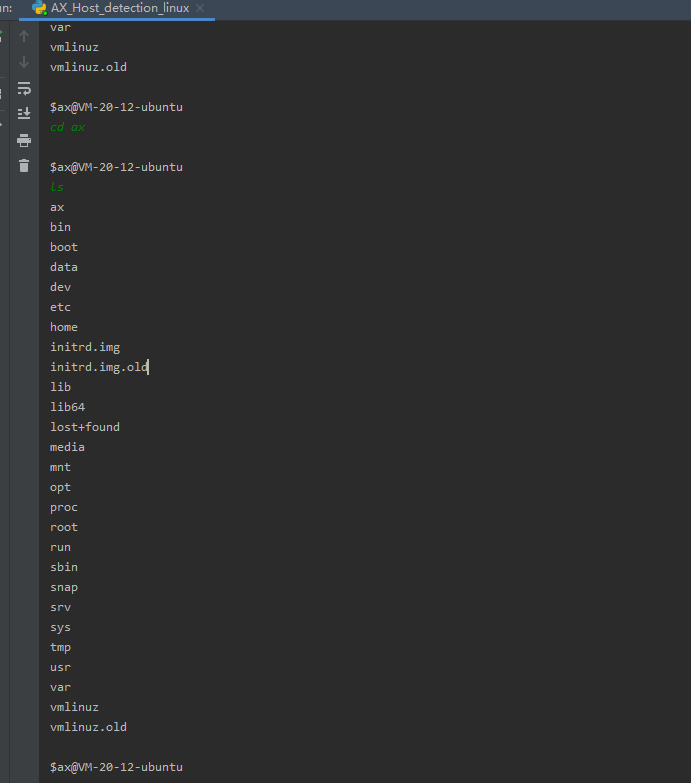 un:
AX_Host_detection_linux
var
vmlinuz
vmlinuz.old
$ax@VM-20-12-ubuntu
cd ax
$ax@VM-20-12-ubuntu
ls
ax
bin
boot
data
dev
etc
home
initrd.img
initrd.img.old
lib
lib64
lost+found
media
mnt
opt
proc
root
run
sbin
snap
srv
sys
tmp
usr
var
vmlinuz
vmlinuz.old
$ax@VM-20-12-ubuntu